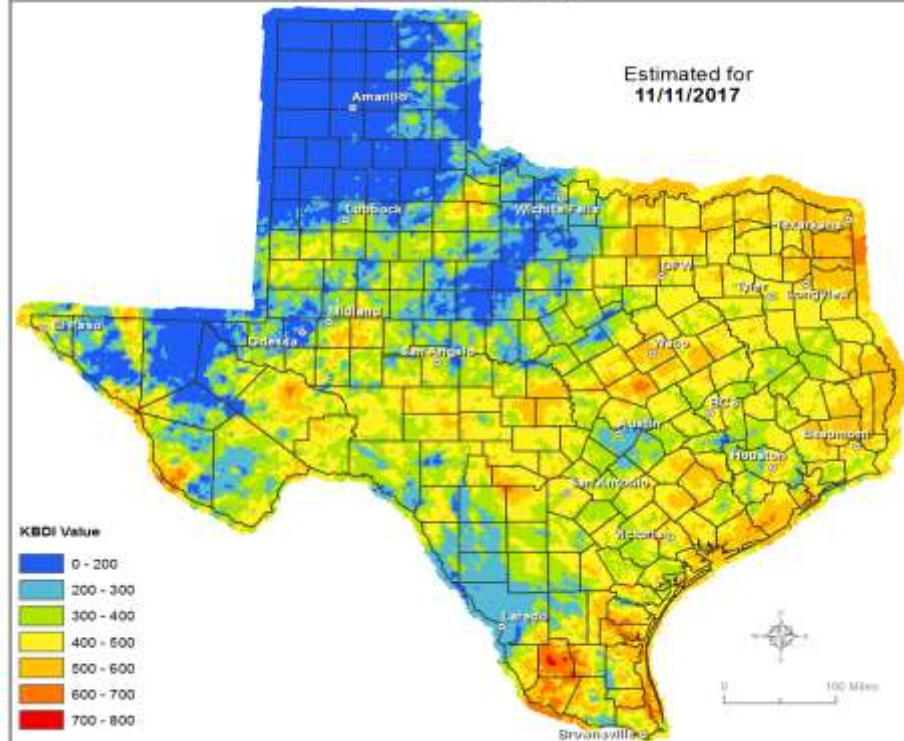 Estimated for
11/11/2017
Amarillo
Lubbock
Wichita Falls
Texarkana
DFW
Tyler
Longview
El Paso
Midland
Odessa
San Angelo
Waco
BCS
Austin
Beaumont
Houston
San Antonio
Victoria
Laredo
Brownsville
KBDI Value
0 - 200
200 - 300
300 - 400
400 - 500
500 - 600
600 - 700
700 - 800
0 100 Miles